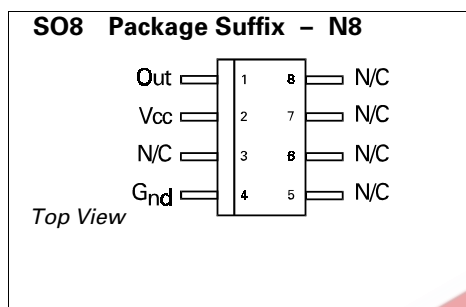 SO8 Package Suffix – N8
Out 1 8 N/C
Vcc 2 7 N/C
N/C 3 6 N/C
Gnd 4 5 N/C
Top View